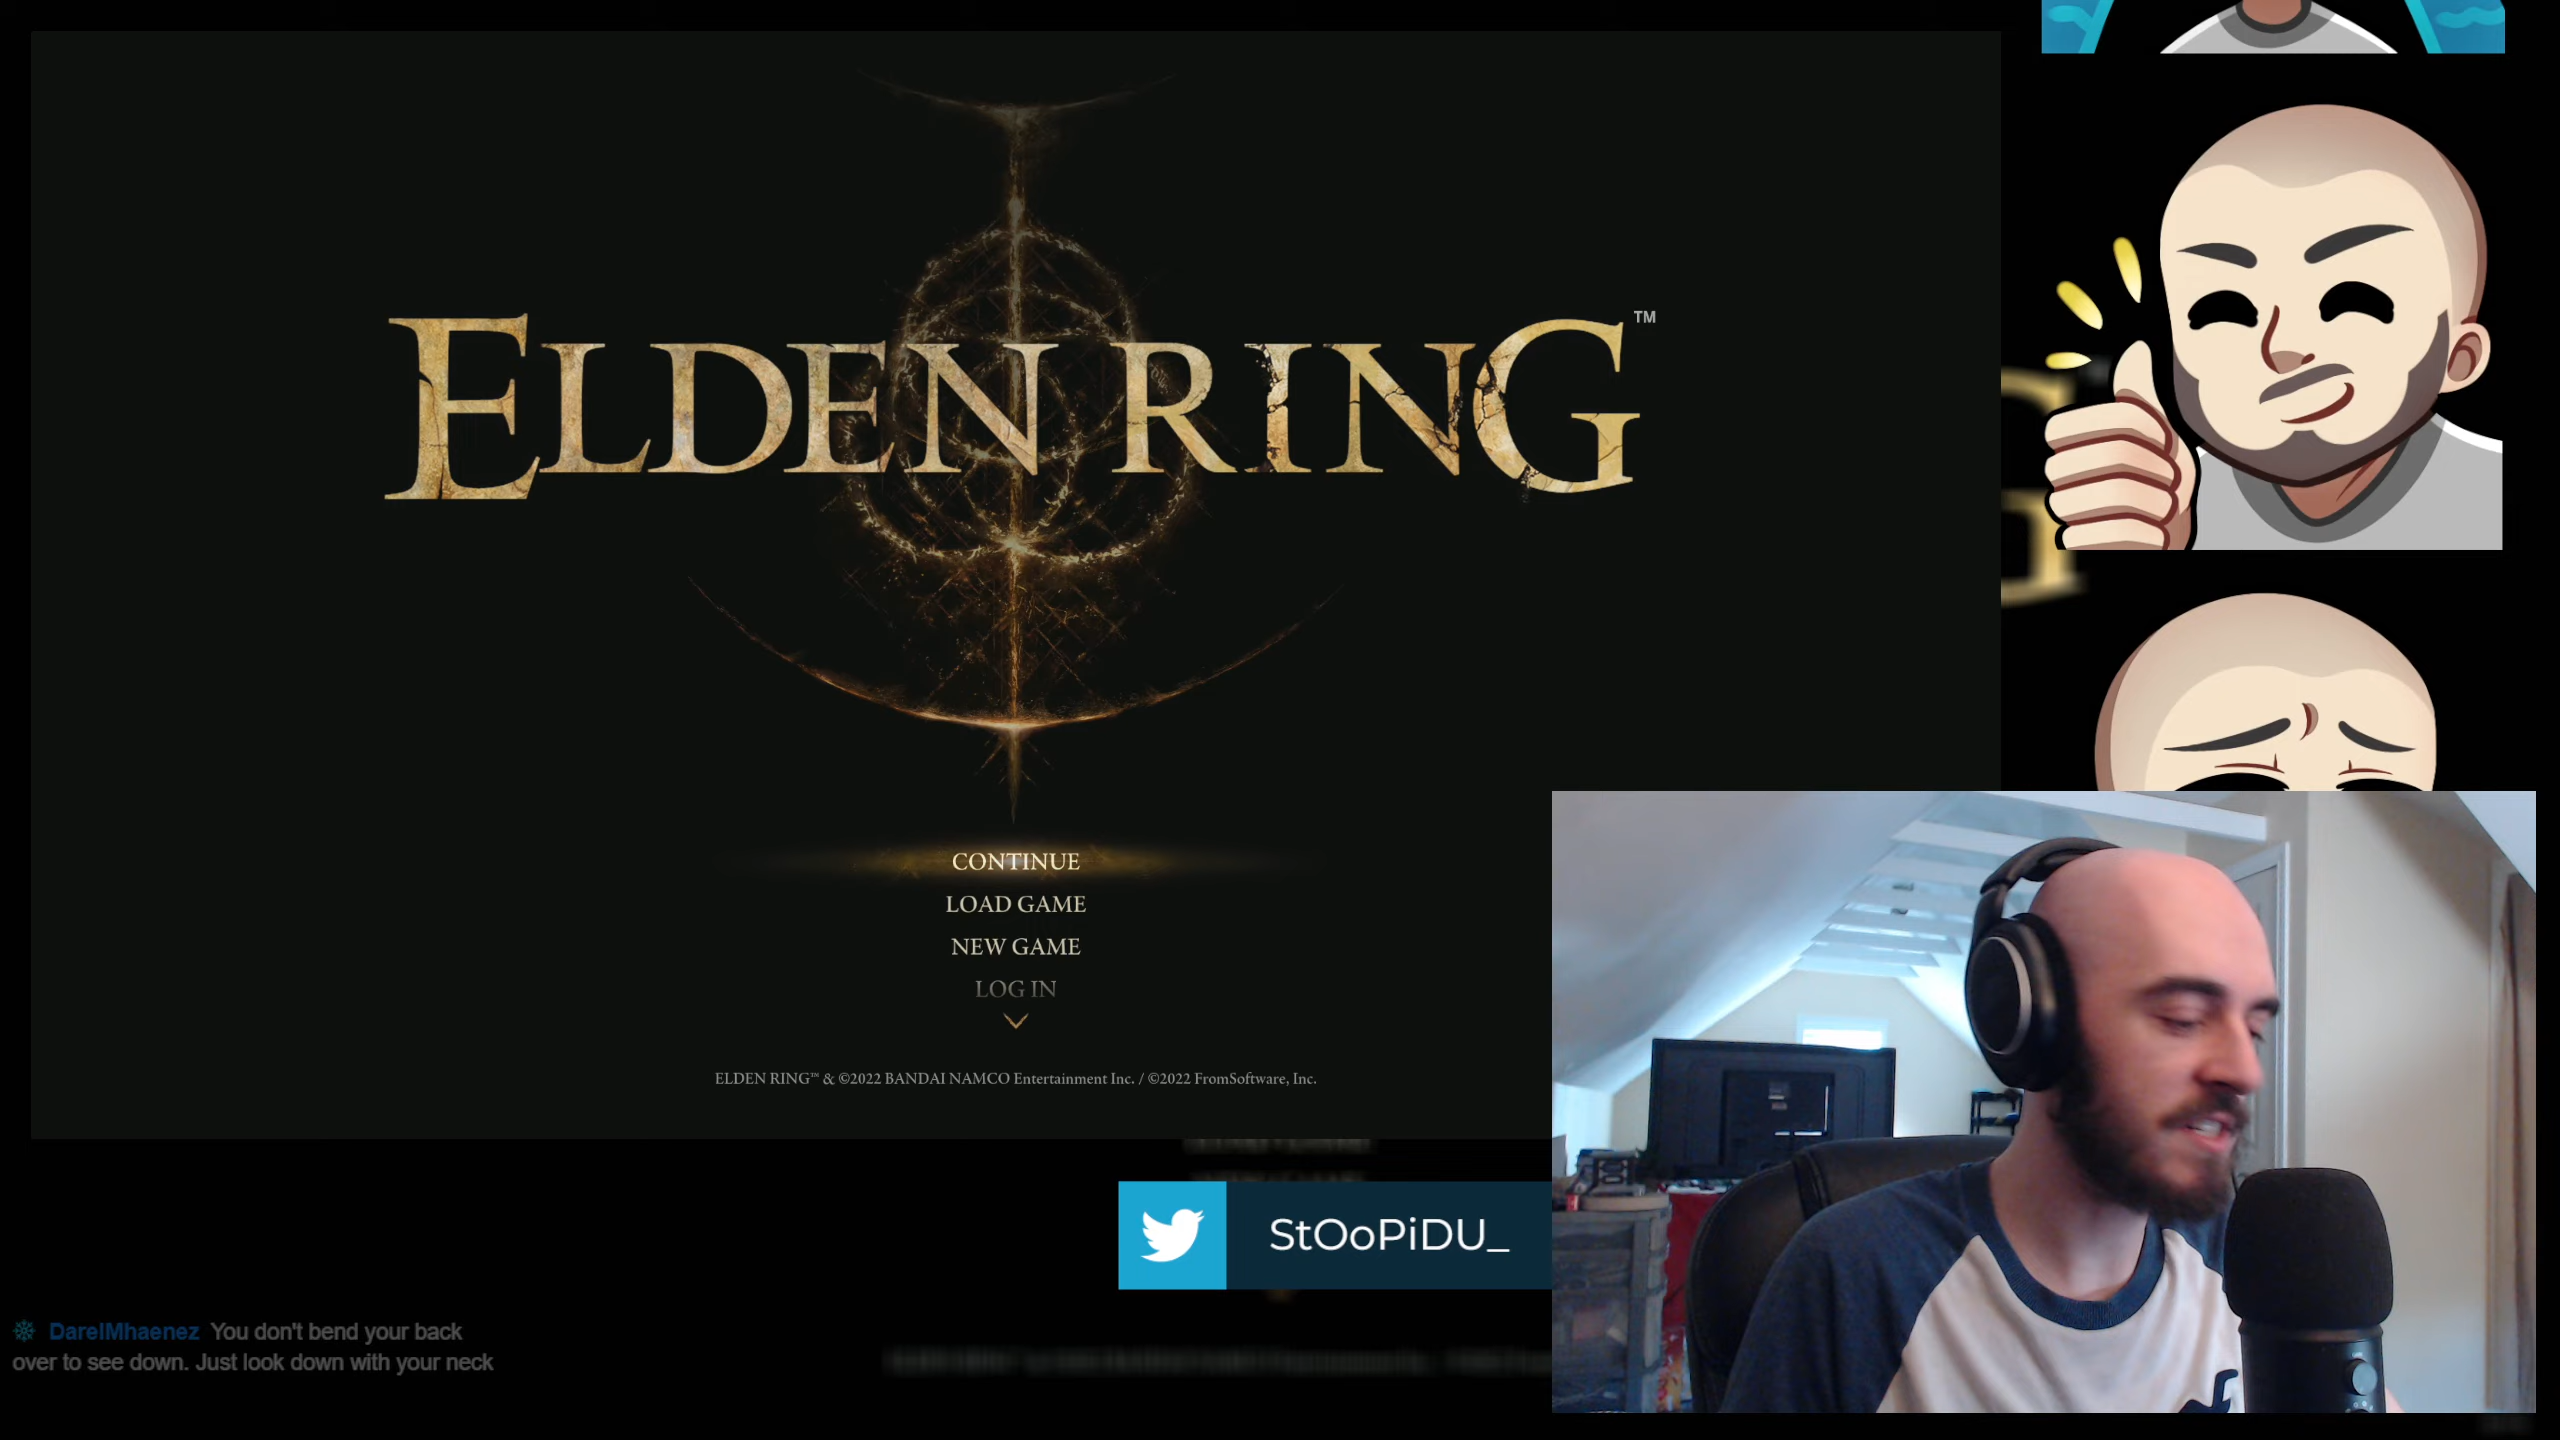 ELDEN RING™
CONTINUE
LOAD GAME
NEW GAME
LOG IN
ELDEN RING™ & ©2022 BANDAI NAMCO Entertainment Inc. / ©2022 FromSoftware, Inc.
StOoPiDU_
DarelMhaenez You don't bend your back
over to see down. Just look down with your neck